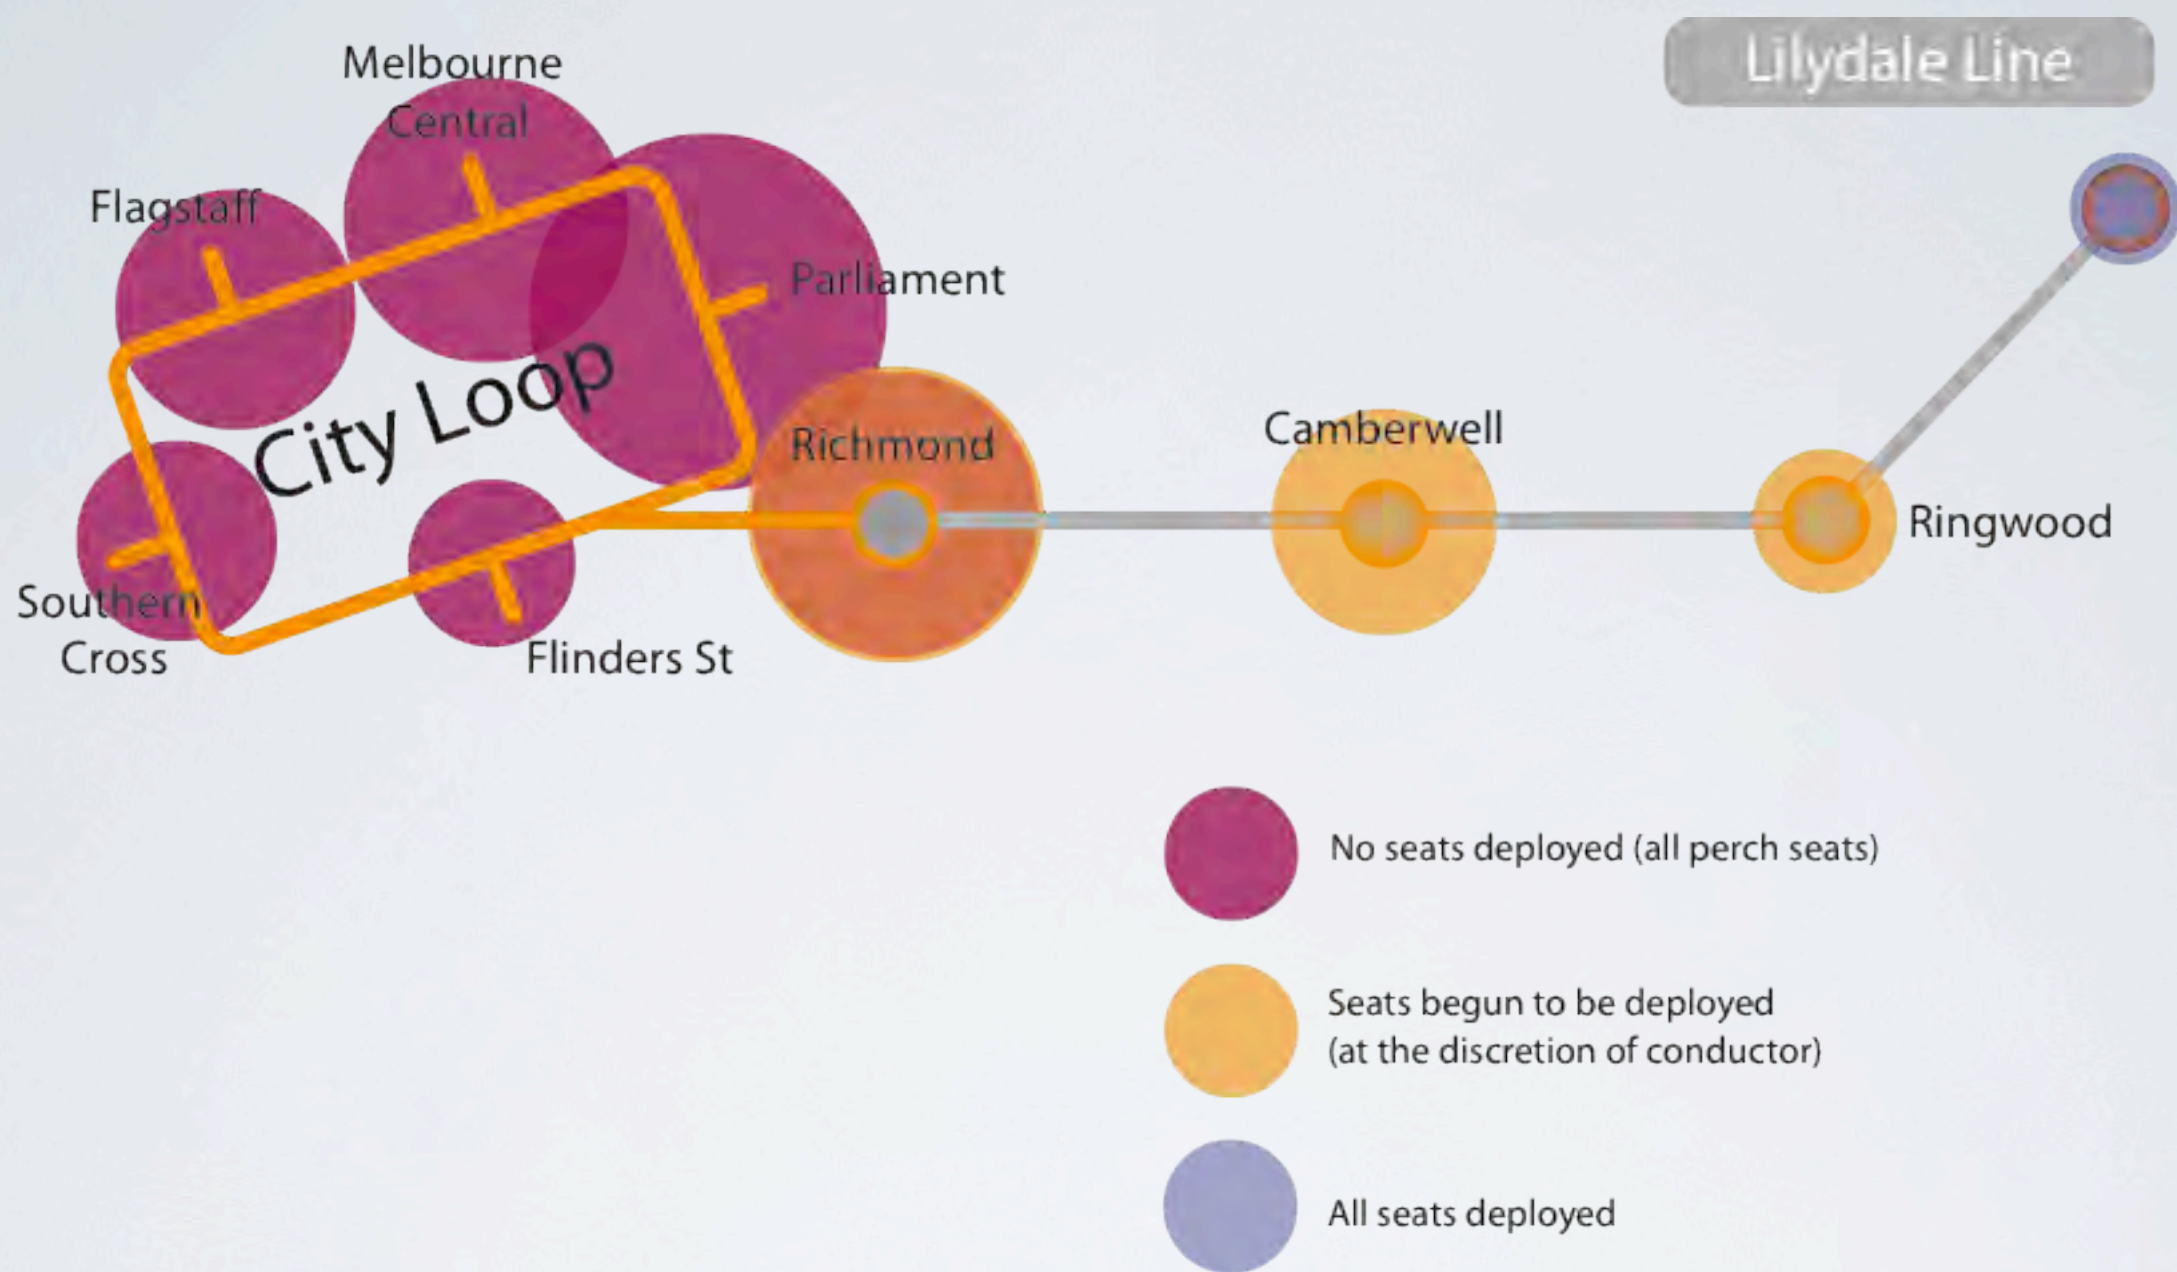 Lilydale Line
Melbourne
Central
Flagstaff
Parliament
City Loop
Richmond
Camberwell
Ringwood
Southern
Cross
Flinders St
No seats deployed (all perch seats)
Seats begun to be deployed
(at the discretion of conductor)
All seats deployed